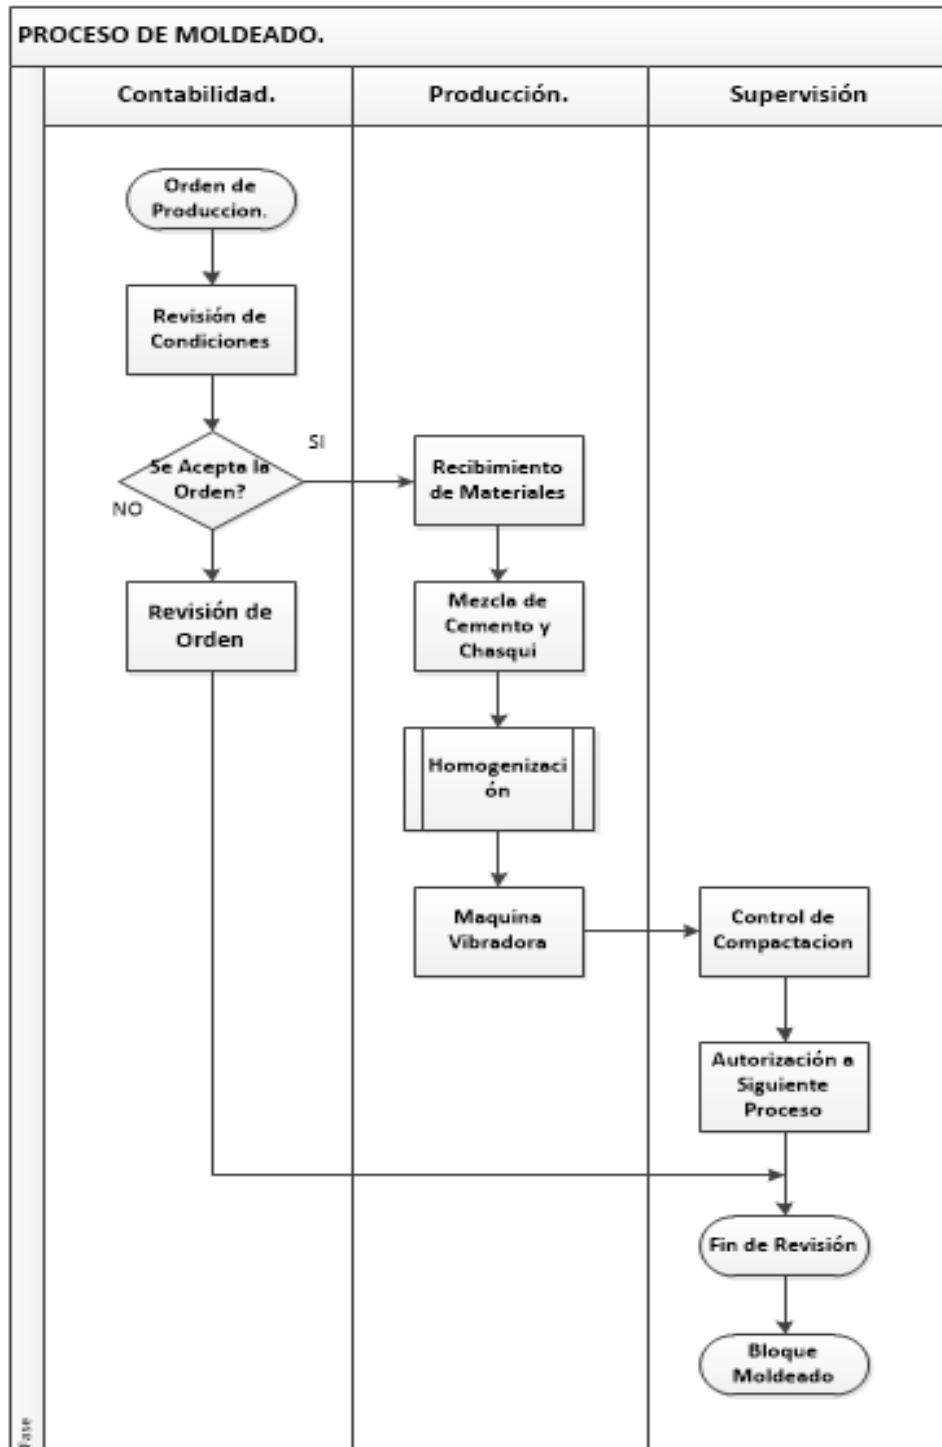 PROCESO DE MOLDEADO.
Contabilidad.
Producción.
Supervisión
Orden de
Produccion.
Revisión de
Condiciones
Se Acepta la
Orden?
SI
NO
Revisión de
Orden
Recibimiento
de Materiales
Mezcla de
Cemento y
Chasqui
Homogenizaci
ón
Maquina
Vibradora
Control de
Compactacion
Autorización a
Siguiente
Proceso
Fin de Revisión
Bloque
Moldeado
Fase